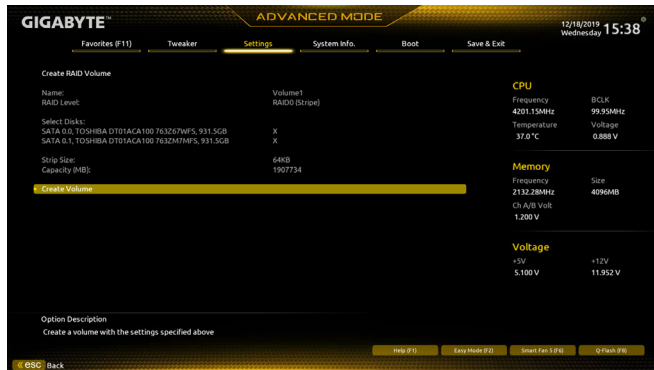 GIGABYTE™
ADVANCED MODE
12/18/2019
Wednesday 15:38
Favorites (F11) Tweaker Settings System Info. Boot Save & Exit
Create RAID Volume
Name: Volume1
RAID Level: RAID0 (Stripe)
Select Disks:
SATA 0.0, TOSHIBA DT01ACA100 763Z67WFS, 931.5GB X
SATA 0.1, TOSHIBA DT01ACA100 763ZM7MFS, 931.5GB X
Strip Size: 64KB
Capacity (MB): 1907734
Create Volume
CPU
Frequency BCLK
4201.15MHz 99.95MHz
Temperature Voltage
37.0 °C 0.888 V
Memory
Frequency Size
2132.28MHz 4096MB
Ch A/B Volt
1.200 V
Voltage
+5V +12V
5.100 V 11.952 V
Option Description
Create a volume with the settings specified above
Help (F1) Easy Mode (F2) Smart Fan 5 (F6) Q-Flash (F8)
esc Back